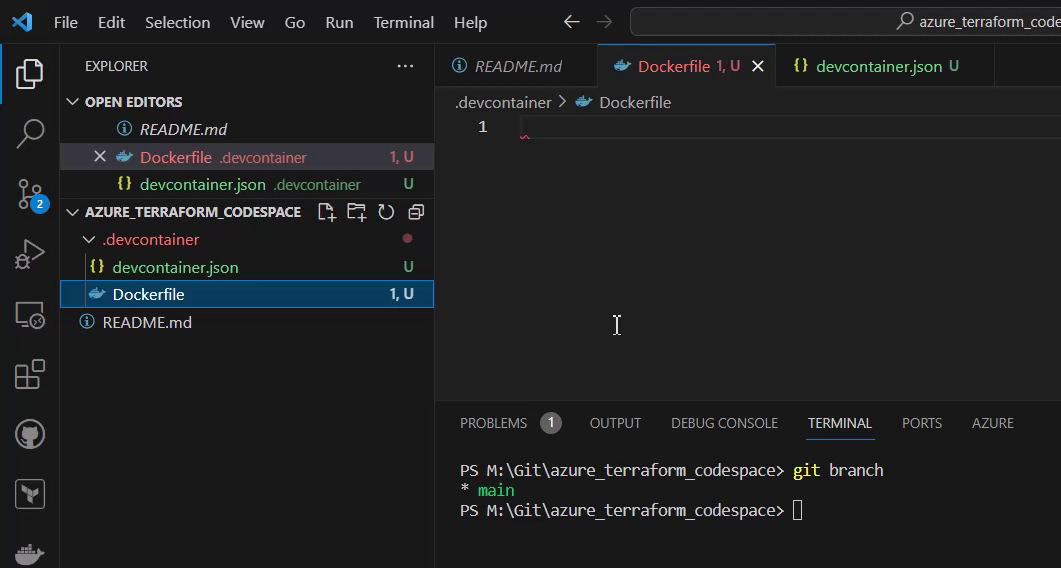 File Edit Selection View Go Run Terminal Help azure_terraform_code
EXPLORER
OPEN EDITORS
README.md
Dockerfile .devcontainer 1, U
devcontainer.json .devcontainer U
2
AZURE_TERRAFORM_CODESPACE
.devcontainer
devcontainer.json U
Dockerfile 1, U
README.md
README.md Dockerfile 1, U devcontainer.json U
.devcontainer > Dockerfile
1
PROBLEMS 1 OUTPUT DEBUG CONSOLE TERMINAL PORTS AZURE
PS M:\Git\azure_terraform_codespace> git branch
* main
PS M:\Git\azure_terraform_codespace>